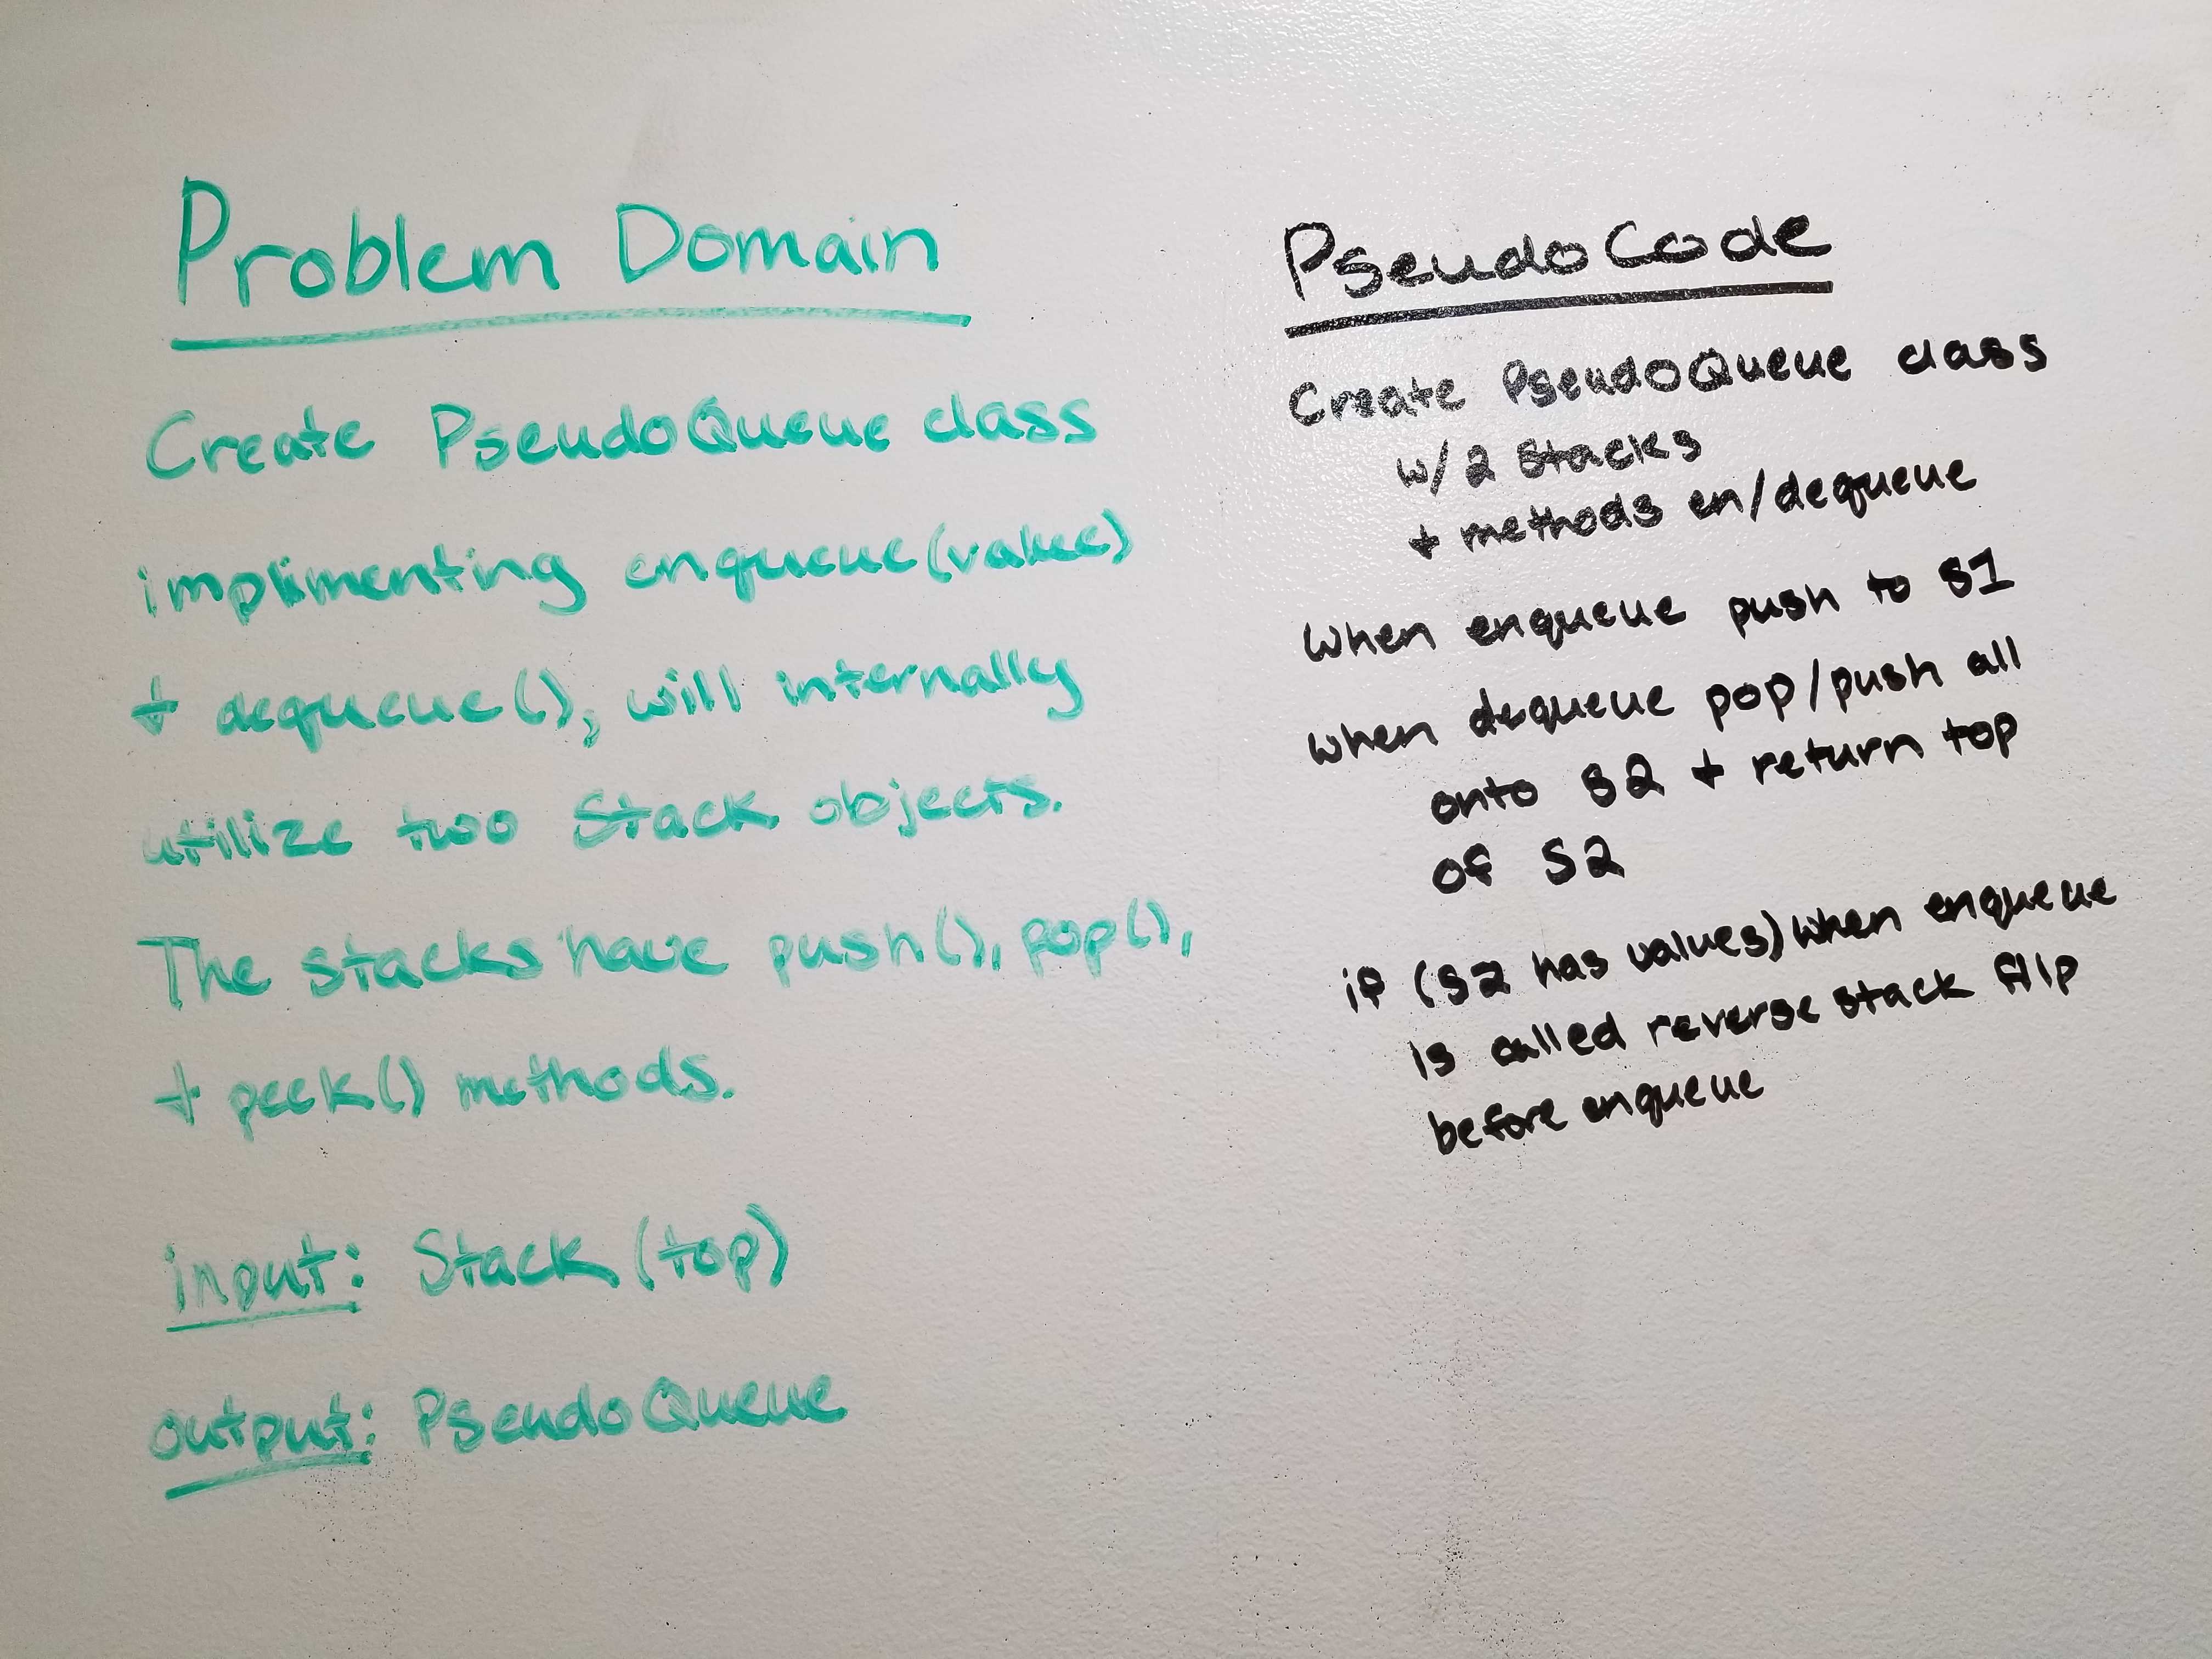 Problem Domain
Create PseudoQueue class
implimenting enqueue(value)
+ dequeue(), will internally
utilize two Stack objects.
The stacks have push(), pop(),
+ peek() methods.
input: Stack (top)
output: PseudoQueue
PseudoCode
Create PseudoQueue class
w/2 Stacks
+ methods en/dequeue
when enqueue push to S1
when dequeue pop/push all
onto S2 + return top
of S2
if (S2 has values) when enqueue
is called reverse stack flip
before enqueue